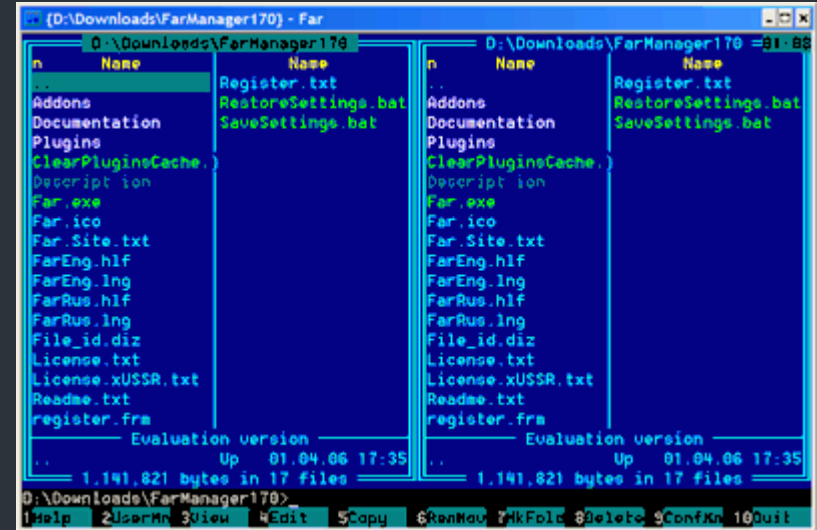 {D:\Downloads\FarManager170} - Far
D:\Downloads\FarManager170
n Name Name
..
Addons
Documentation
Plugins
ClearPluginsCache.}
Descript ion
Far.exe
Far.ico
Far.Site.txt
FarEng.hlf
FarEng.lng
FarRus.hlf
FarRus.lng
File_id.diz
License.txt
License.xUSSR.txt
Readme.txt
register.frm
Register.txt
RestoreSettings.bat
SaveSettings.bat
Evaluation version
.. Up 01.04.06 17:35
1,141,821 bytes in 17 files
D:\Downloads\FarManager170
n Name Name
..
Addons
Documentation
Plugins
ClearPluginsCache.}
Descript ion
Far.exe
Far.ico
Far.Site.txt
FarEng.hlf
FarEng.lng
FarRus.hlf
FarRus.lng
File_id.diz
License.txt
License.xUSSR.txt
Readme.txt
register.frm
Register.txt
RestoreSettings.bat
SaveSettings.bat
Evaluation version
.. Up 01.04.06 17:35
1,141,821 bytes in 17 files
D:\Downloads\FarManager170>_
1Help 2UserMn 3View 4Edit 5Copy 6RenMov 7MkFold 8Delete 9ConfMn 10Quit